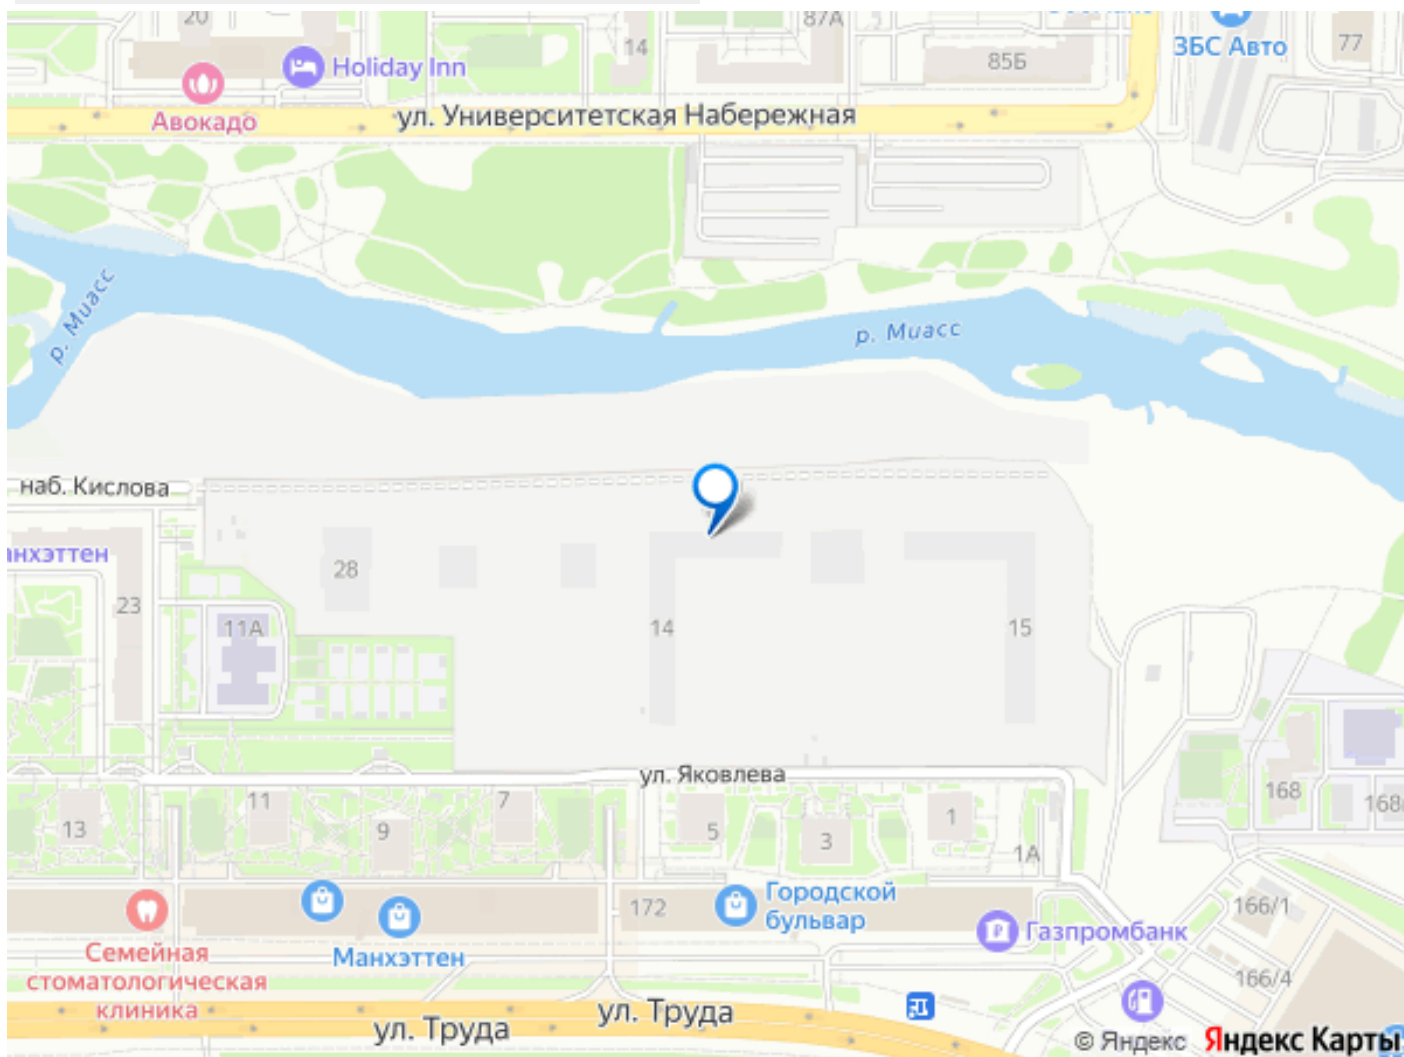 20
14
87А
85Б
ЗБС Авто
77
Holiday Inn
Авокадо
ул. Университетская Набережная
р. Миасс
р. Миасс
наб. Кислова
23
28
11А
14
15
ул. Яковлева
13
11
9
7
5
3
1
1А
168
172
Городской
бульвар
Газпромбанк
166/1
166/4
Манхэттен
Семейная
стоматологическая
клиника
ул. Труда
ул. Труда
© Яндекс Яндекс Карты